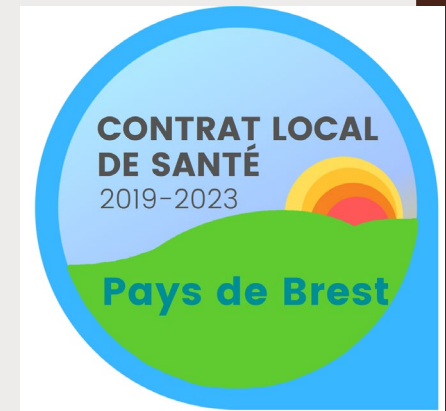 CONTRAT LOCAL
DE SANTÉ
2019-2023
Pays de Brest